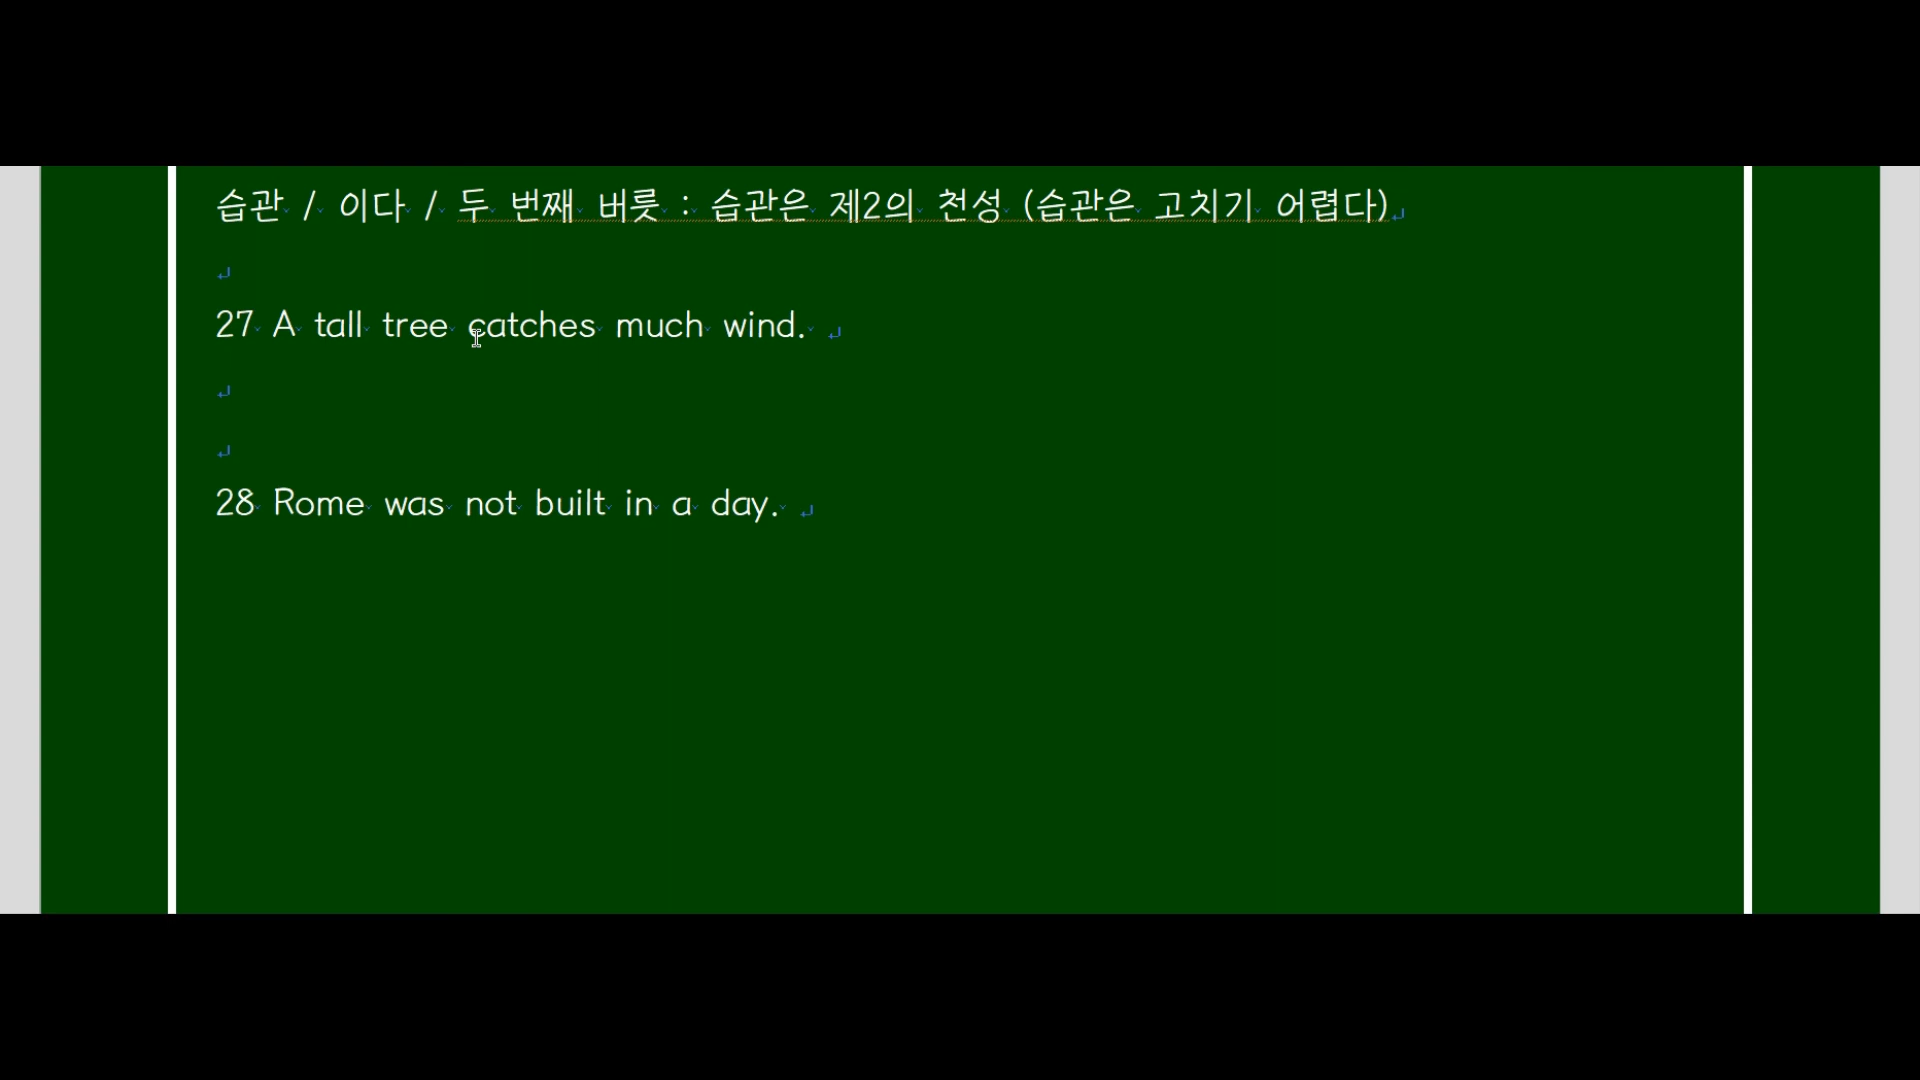 습관 / 이다 / 두 번째 버릇 : 습관은 제2의 천성 (습관은 고치기 어렵다)
27 A tall tree catches much wind.
28 Rome was not built in a day.